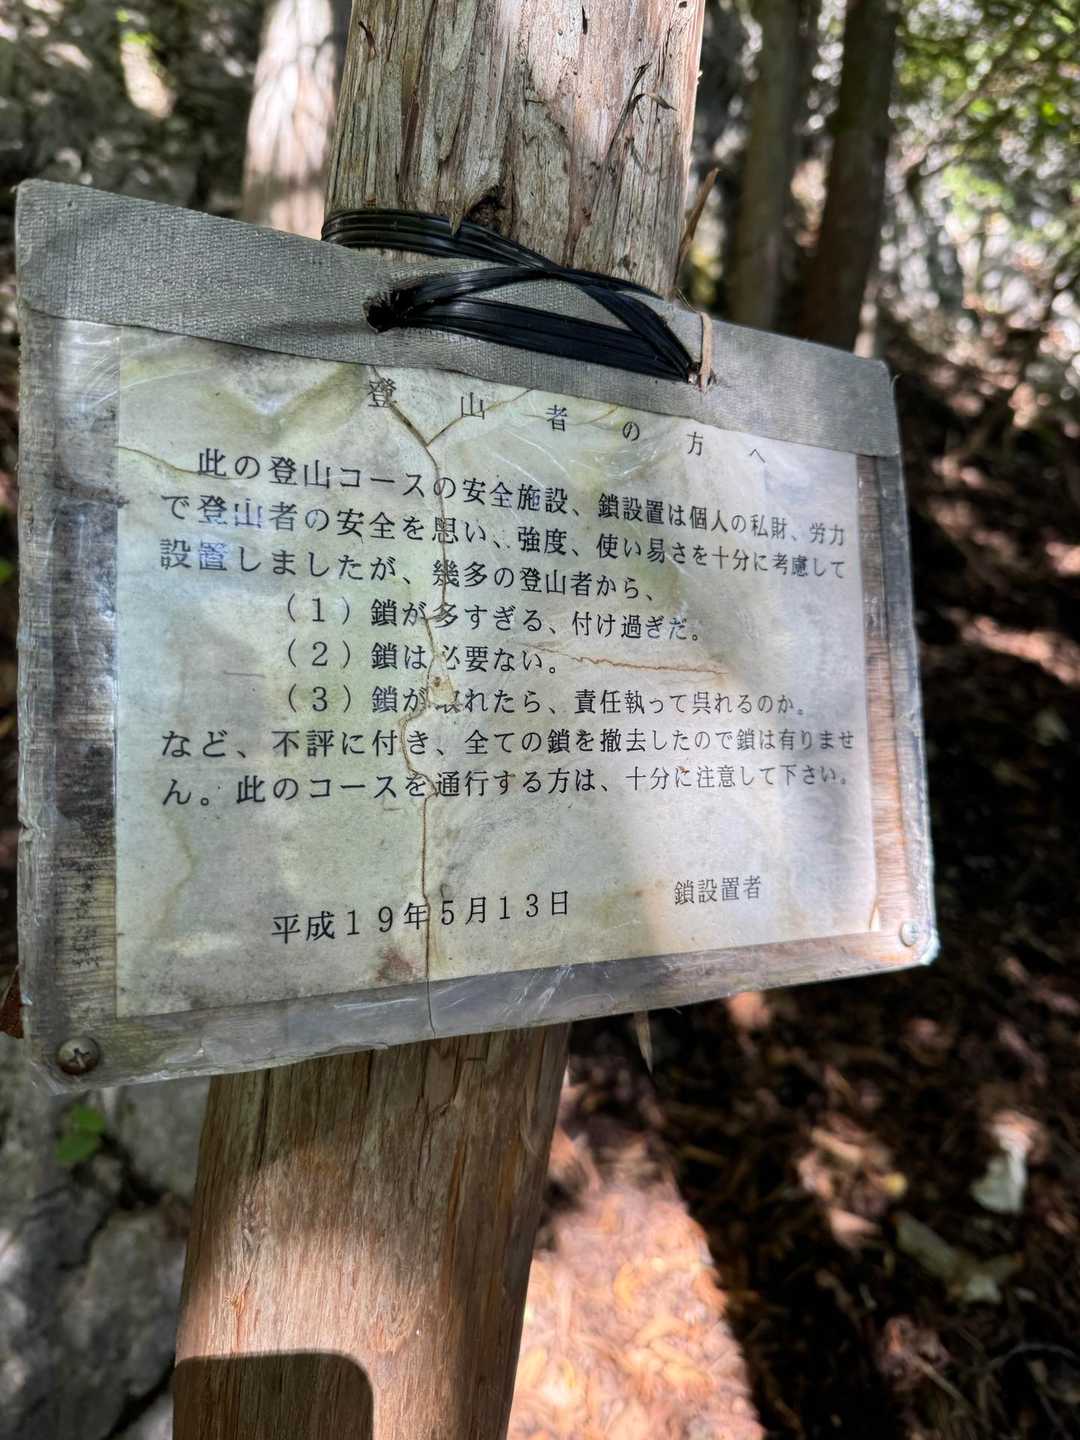 登山者の方へ
此の登山コースの安全施設、鎖設置は個人の私財、労力
で登山者の安全を思い、強度、使い易さを十分に考慮して
設置しましたが、幾多の登山者から、
（１）鎖が多すぎる、付け過ぎだ。
（２）鎖は必要ない。
（３）鎖が取れたら、責任執って呉れるのか。
など、不評に付き、全ての鎖を撤去したので鎖は有りませ
ん。此のコースを通行する方は、十分に注意して下さい。
平成１９年５月１３日　鎖設置者